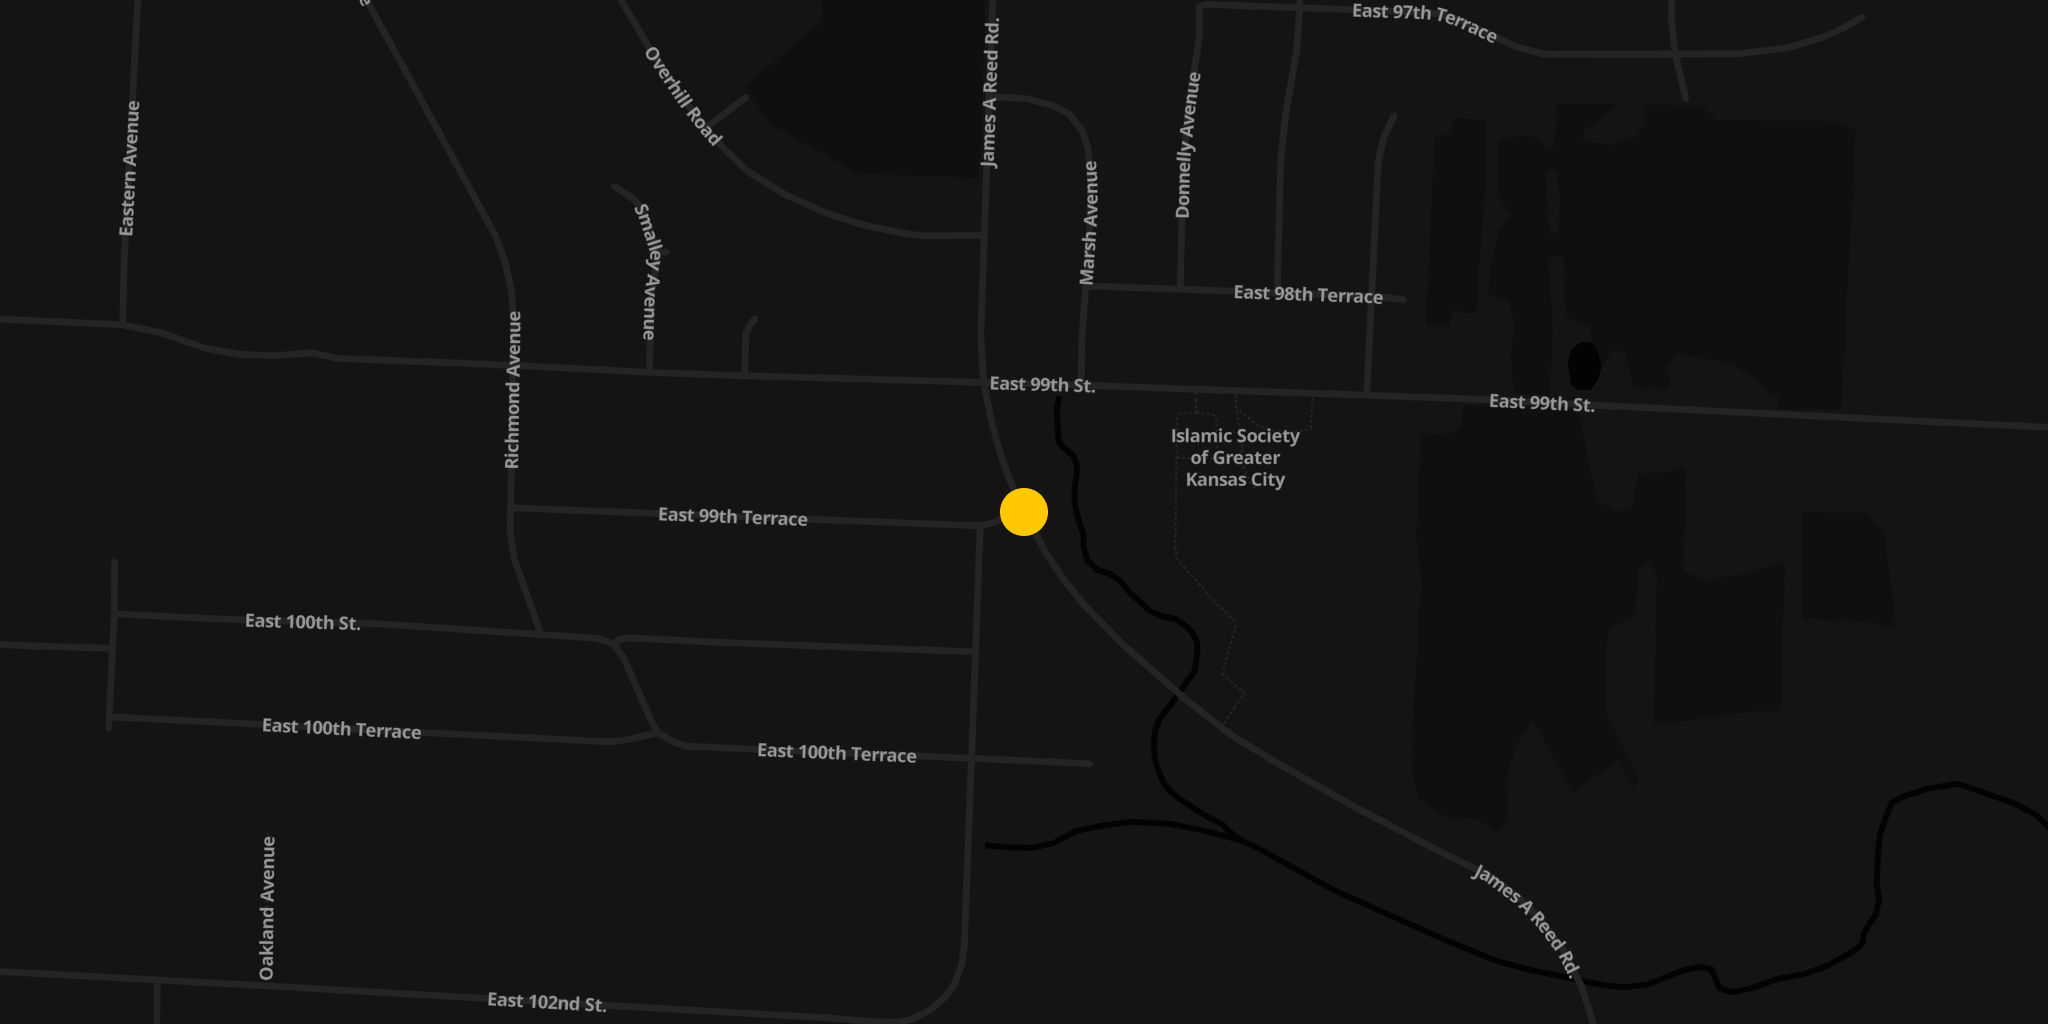 East 97th Terrace
Overhill Road
James A Reed Rd.
Donnelly Avenue
Eastern Avenue
Marsh Avenue
Smalley Avenue
East 98th Terrace
Richmond Avenue
East 99th St.
East 99th St.
Islamic Society
of Greater
Kansas City
East 99th Terrace
East 100th St.
East 100th Terrace
East 100th Terrace
Oakland Avenue
James A Reed Rd.
East 102nd St.